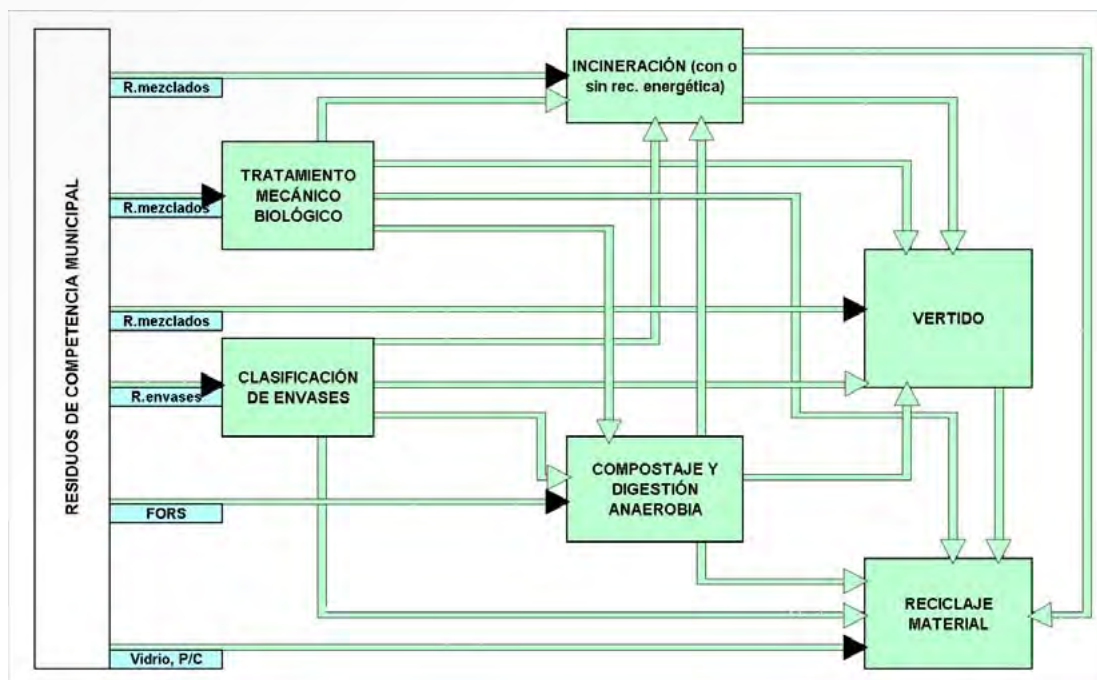 RESIDUOS DE COMPETENCIA MUNICIPAL
R.mezclados
INCINERACIÓN (con o
sin rec. energética)
R.mezclados
TRATAMIENTO
MECÁNICO
BIOLÓGICO
R.mezclados
VERTIDO
R.envases
CLASIFICACIÓN
DE ENVASES
FORS
COMPOSTAJE Y
DIGESTIÓN
ANAEROBIA
Vidrio, P/C
RECICLAJE
MATERIAL